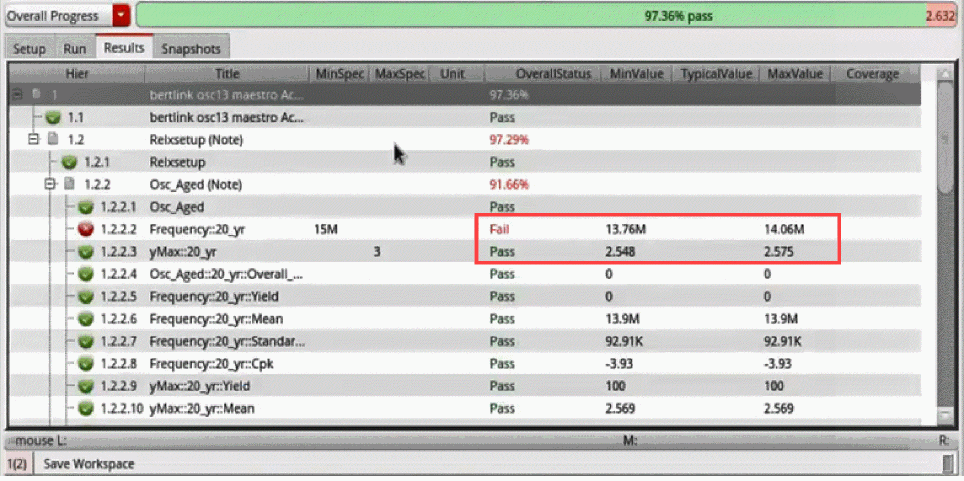 Overall Progress 97.36% pass 2.632
Setup Run Results Snapshots
Hier Title MinSpec MaxSpec Unit OverallStatus MinValue TypicalValue MaxValue Coverage
1 bertlink osc13 maestro Ac... 97.36%
1.1 bertlink osc13 maestro Ac... Pass
1.2 Relxsetup (Note) 97.29%
1.2.1 Relxsetup Pass
1.2.2 Osc_Aged (Note) 91.66%
1.2.2.1 Osc_Aged Pass
1.2.2.2 Frequency::20_yr 15M Fail 13.76M 14.06M
1.2.2.3 yMax::20_yr 3 Pass 2.548 2.575
1.2.2.4 Osc_Aged::20_yr::Overall_... Pass 0 0
1.2.2.5 Frequency::20_yr::Yield Pass 0 0
1.2.2.6 Frequency::20_yr::Mean Pass 13.9M 13.9M
1.2.2.7 Frequency::20_yr::Standar... Pass 92.91K 92.91K
1.2.2.8 Frequency::20_yr::Cpk Pass -3.93 -3.93
1.2.2.9 yMax::20_yr::Yield Pass 100 100
1.2.2.10 yMax::20_yr::Mean Pass 2.569 2.569
mouse L: M: R:
1(2) Save Workspace